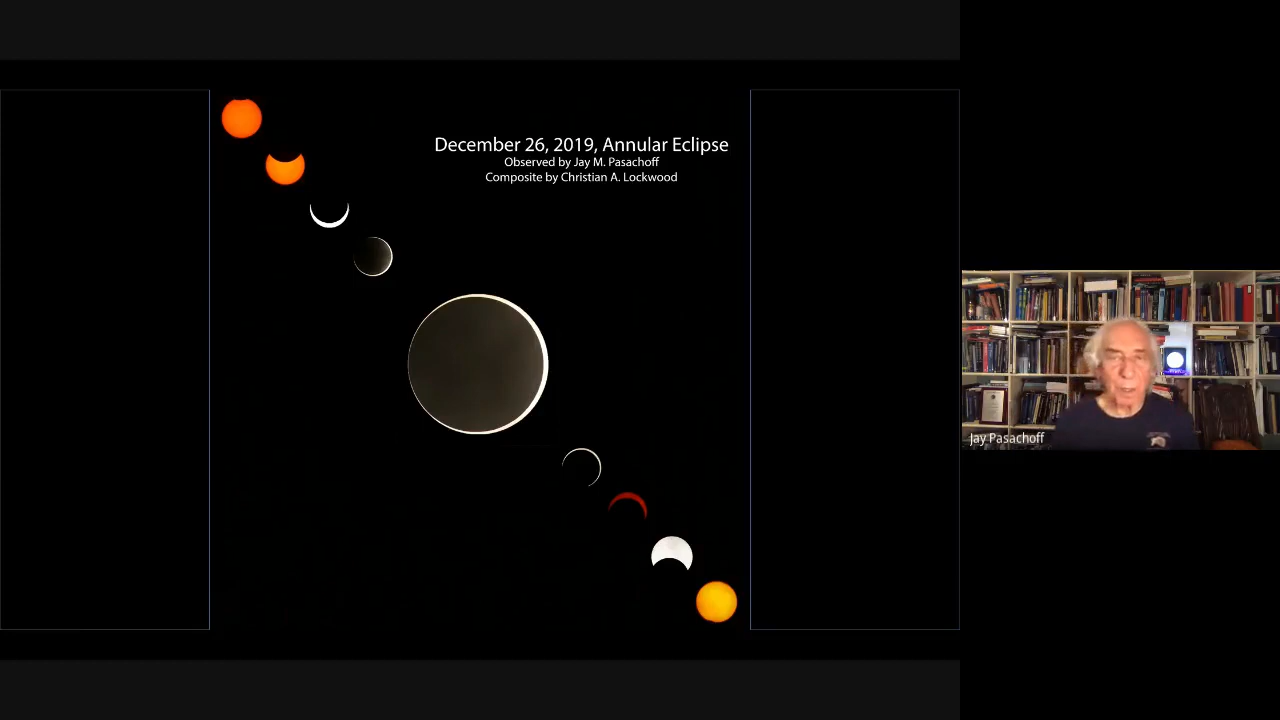 December 26, 2019, Annular Eclipse
Observed by Jay M. Pasachoff
Composite by Christian A. Lockwood
Jay Pasachoff